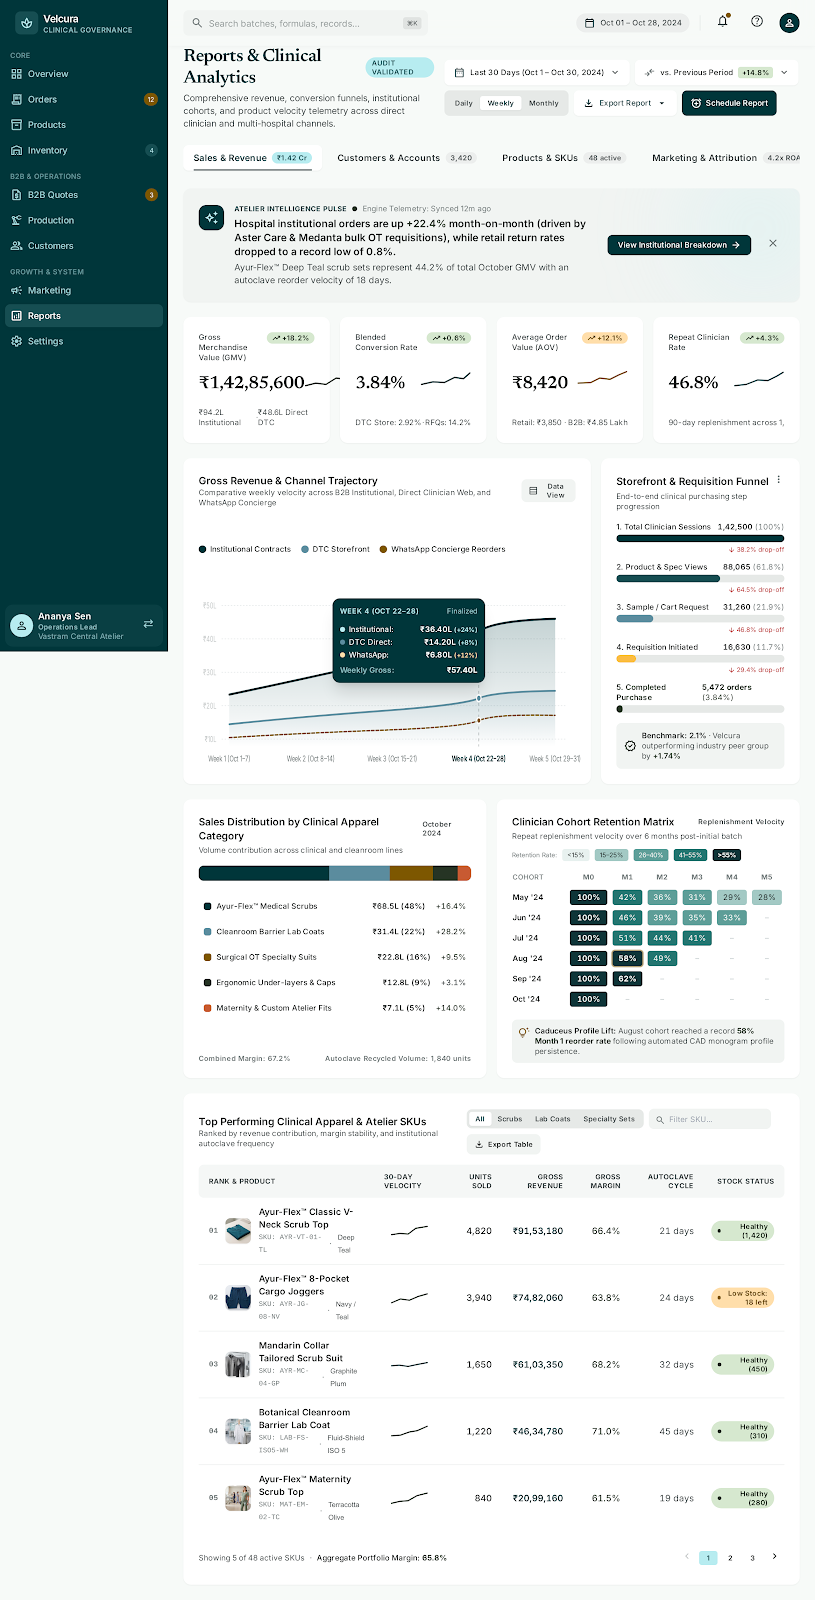 Velcura
CLINICAL GOVERNANCE
CORE
Overview
Orders 12
Products
Inventory 4
B2B & OPERATIONS
B2B Quotes 3
Production
Customers
GROWTH & SYSTEM
Marketing
Reports
Settings
Ananya Sen
Operations Lead
Vastram Central Atelier
Search batches, formulas, records... ⌘K
Oct 01 – Oct 28, 2024
Reports & Clinical
Analytics
AUDIT
VALIDATED
Comprehensive revenue, conversion funnels, institutional
cohorts, and product velocity telemetry across direct
clinician and multi-hospital channels.
Last 30 Days (Oct 1 – Oct 30, 2024)
vs. Previous Period +14.8%
Daily Weekly Monthly
Export Report
Schedule Report
Sales & Revenue ₹1.42 Cr
Customers & Accounts 3,420
Products & SKUs 48 active
Marketing & Attribution 4.2x ROA
ATELIER INTELLIGENCE PULSE ● Engine Telemetry: Synced 12m ago
Hospital institutional orders are up +22.4% month-on-month (driven by
Aster Care & Medanta bulk OT requisitions), while retail return rates
dropped to a record low of 0.8%.
Ayur-Flex™ Deep Teal scrub sets represent 44.2% of total October GMV with an
autoclave reorder velocity of 18 days.
View Institutional Breakdown →
Gross
Merchandise
Value (GMV)
+18.2%
₹1,42,85,600
₹94.2L
Institutional
₹48.6L Direct
DTC
Blended
Conversion Rate
+0.6%
3.84%
DTC Store: 2.92% · RFQs: 14.2%
Average Order
Value (AOV)
+12.1%
₹8,420
Retail: ₹3,850 · B2B: ₹4.85 Lakh
Repeat Clinician
Rate
+4.3%
46.8%
90-day replenishment across 1,
Gross Revenue & Channel Trajectory
Comparative weekly velocity across B2B Institutional, Direct Clinician Web, and
WhatsApp Concierge
Data
View
Institutional Contracts
DTC Storefront
WhatsApp Concierge Reorders
₹50L
₹40L
₹30L
₹20L
₹10L
WEEK 4 (OCT 22–28) Finalized
Institutional: ₹36.40L (+24%)
DTC Direct: ₹14.20L (+8%)
WhatsApp: ₹6.80L (+12%)
Weekly Gross: ₹57.40L
Week 1 (Oct 1–7)
Week 2 (Oct 8–14)
Week 3 (Oct 15–21)
Week 4 (Oct 22–28)
Week 5 (Oct 29–31)
Storefront & Requisition Funnel
End-to-end clinical purchasing step
progression
1. Total Clinician Sessions 1,42,500 (100%)
↓ 38.2% drop-off
2. Product & Spec Views 88,065 (61.8%)
↓ 64.5% drop-off
3. Sample / Cart Request 31,260 (21.9%)
↓ 46.8% drop-off
4. Requisition Initiated 16,630 (11.7%)
↓ 29.4% drop-off
5. Completed
Purchase
5,472 orders
(3.84%)
Benchmark: 2.1% · Velcura
outperforming industry peer group
by +1.74%
Sales Distribution by Clinical Apparel
Category
October
2024
Volume contribution across clinical and cleanroom lines
Ayur-Flex™ Medical Scrubs ₹68.5L (48%) +16.4%
Cleanroom Barrier Lab Coats ₹31.4L (22%) +28.2%
Surgical OT Specialty Suits ₹22.8L (16%) +9.5%
Ergonomic Under-layers & Caps ₹12.8L (9%) +3.1%
Maternity & Custom Atelier Fits ₹7.1L (5%) +14.0%
Combined Margin: 67.2%
Autoclave Recycled Volume: 1,840 units
Clinician Cohort Retention Matrix
Replenishment Velocity
Repeat replenishment velocity over 6 months post-initial batch
Retention Rate: <15% 15–25% 26–40% 41–55% >55%
COHORT M0 M1 M2 M3 M4 M5
May '24 100% 42% 36% 31% 29% 28%
Jun '24 100% 46% 39% 35% 33% –
Jul '24 100% 51% 44% 41% – –
Aug '24 100% 58% 49% – – –
Sep '24 100% 62% – – – –
Oct '24 100% – – – – –
Caduceus Profile Lift: August cohort reached a record 58%
Month 1 reorder rate following automated CAD monogram profile
persistence.
Top Performing Clinical Apparel & Atelier SKUs
Ranked by revenue contribution, margin stability, and institutional
autoclave frequency
All Scrubs Lab Coats Specialty Sets
Filter SKU...
Export Table
RANK & PRODUCT
30-DAY
VELOCITY
UNITS
SOLD
GROSS
REVENUE
GROSS
MARGIN
AUTOCLAVE
CYCLE
STOCK STATUS
01
Ayur-Flex™ Classic V-
Neck Scrub Top
SKU: AYR-VT-01-
TL
· Deep
Teal
4,820 ₹91,53,180 66.4% 21 days
Healthy
(1,420)
02
Ayur-Flex™ 8-Pocket
Cargo Joggers
SKU: AYR-JG-
08-NV
· Navy /
Teal
3,940 ₹74,82,060 63.8% 24 days
Low Stock:
18 left
03
Mandarin Collar
Tailored Scrub Suit
SKU: AYR-MC-
04-GP
· Graphite
Plum
1,650 ₹61,03,350 68.2% 32 days
Healthy
(450)
04
Botanical Cleanroom
Barrier Lab Coat
SKU: LAB-FS-
ISO5-WH
· Fluid-Shield
ISO 5
1,220 ₹46,34,780 71.0% 45 days
Healthy
(310)
05
Ayur-Flex™ Maternity
Scrub Top
SKU: MAT-EM-
02-TC
· Terracotta
Olive
840 ₹20,99,160 61.5% 19 days
Healthy
(280)
Showing 5 of 48 active SKUs · Aggregate Portfolio Margin: 65.8%
1 2 3